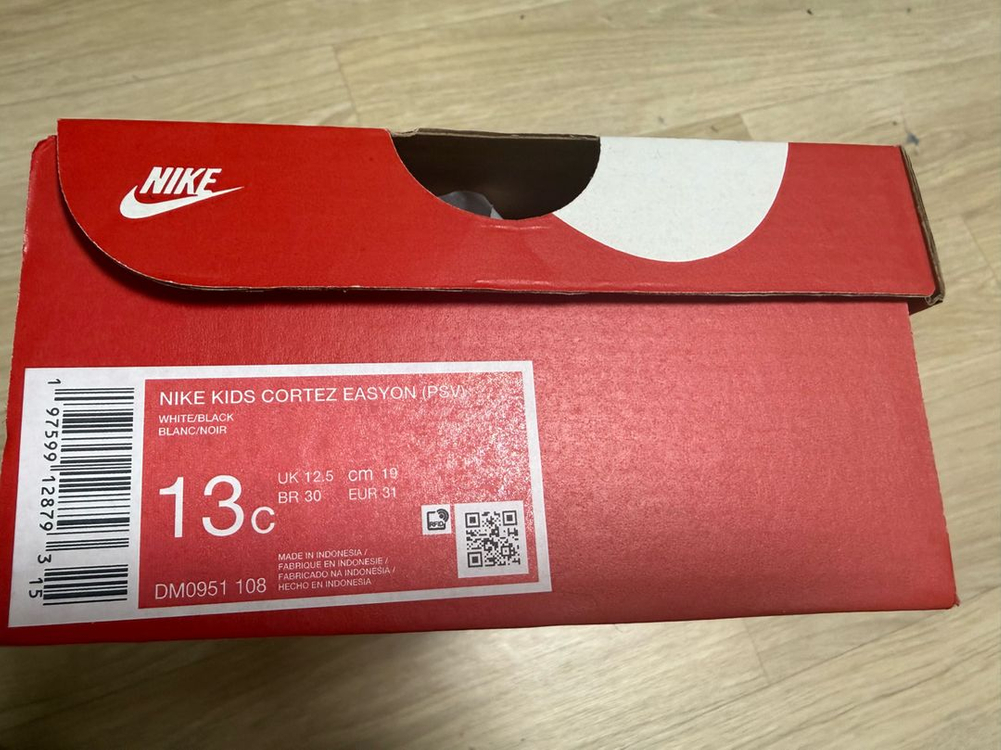 NIKE
NIKE KIDS CORTEZ EASYON (PSV)
WHITE/BLACK
BLANC/NOIR
13C
UK 12.5 cm 19
BR 30 EUR 31
RFID
MADE IN INDONESIA /
FABRIQUE EN INDONESIE /
FABRICADO NA INDONÉSIA /
HECHO EN INDONESIA
DM0951 108
1 97599 12879 3 15